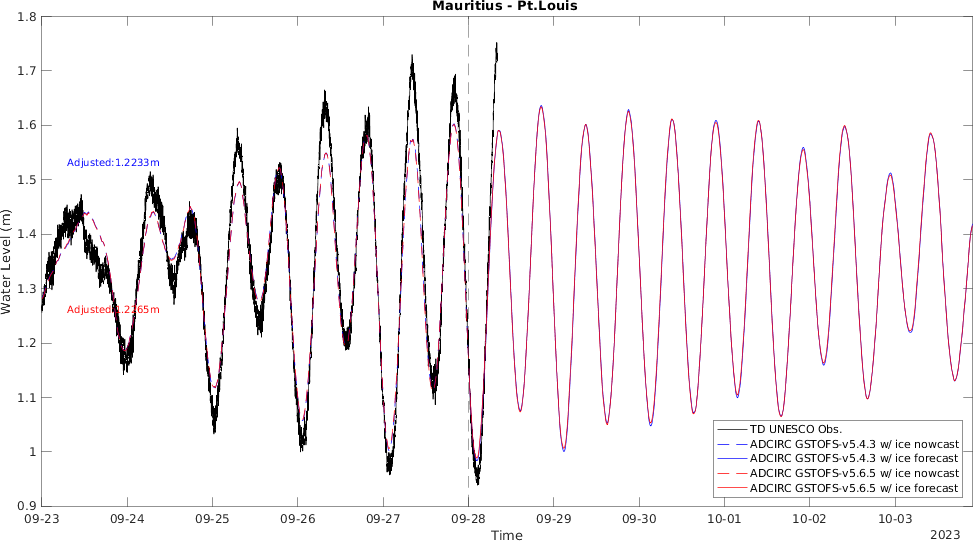 Mauritius - Pt.Louis
1.8
1.7
1.6
1.5
1.4
1.3
1.2
1.1
1
0.9
Water Level (m)
Adjusted:1.2233m
Adjusted:1.2265m
TD UNESCO Obs.
ADCIRC GSTOFS-v5.4.3 w/ ice nowcast
ADCIRC GSTOFS-v5.4.3 w/ ice forecast
ADCIRC GSTOFS-v5.6.5 w/ ice nowcast
ADCIRC GSTOFS-v5.6.5 w/ ice forecast
09-23 09-24 09-25 09-26 09-27 09-28 09-29 09-30 10-01 10-02 10-03
Time
2023